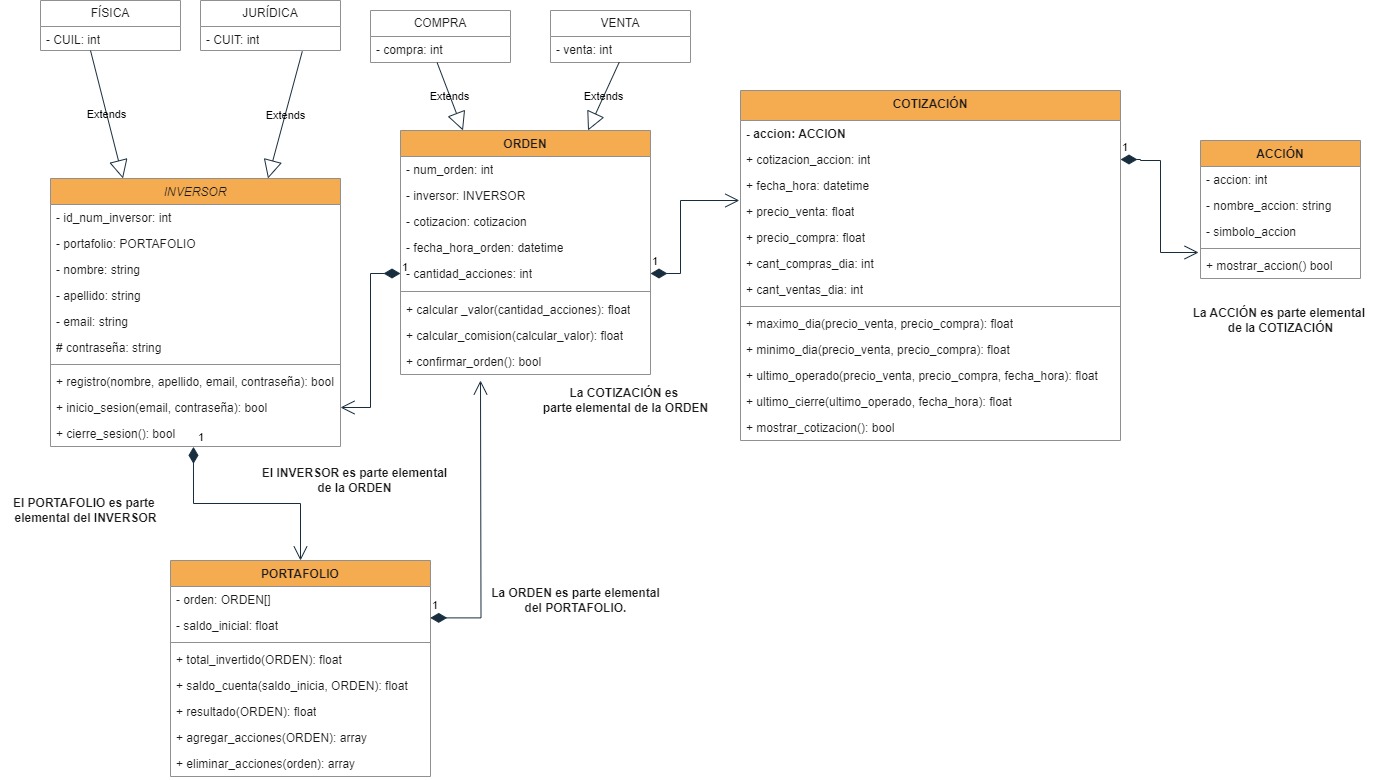 FÍSICA
- CUIL: int
JURÍDICA
- CUIT: int
COMPRA
- compra: int
VENTA
- venta: int
Extends
Extends
Extends
Extends
INVERSOR
- id_num_inversor: int
- portafolio: PORTAFOLIO
- nombre: string
- apellido: string
- email: string
# contraseña: string
+ registro(nombre, apellido, email, contraseña): bool
+ inicio_sesion(email, contraseña): bool
+ cierre_sesion(): bool
1
ORDEN
- num_orden: int
- inversor: INVERSOR
- cotizacion: cotizacion
- fecha_hora_orden: datetime
- cantidad_acciones: int
+ calcular _valor(cantidad_acciones): float
+ calcular_comision(calcular_valor): float
+ confirmar_orden(): bool
1
1
COTIZACIÓN
- accion: ACCION
+ cotizacion_accion: int
+ fecha_hora: datetime
+ precio_venta: float
+ precio_compra: float
+ cant_compras_dia: int
+ cant_ventas_dia: int
+ maximo_dia(precio_venta, precio_compra): float
+ minimo_dia(precio_venta, precio_compra): float
+ ultimo_operado(precio_venta, precio_compra, fecha_hora): float
+ ultimo_cierre(ultimo_operado, fecha_hora): float
+ mostrar_cotizacion(): bool
1
ACCIÓN
- accion: int
- nombre_accion: string
- simbolo_accion
+ mostrar_accion() bool
La ACCIÓN es parte elemental
de la COTIZACIÓN
La COTIZACIÓN es
parte elemental de la ORDEN
El INVERSOR es parte elemental
de la ORDEN
El PORTAFOLIO es parte
elemental del INVERSOR
PORTAFOLIO
- orden: ORDEN[]
- saldo_inicial: float
+ total_invertido(ORDEN): float
+ saldo_cuenta(saldo_inicia, ORDEN): float
+ resultado(ORDEN): float
+ agregar_acciones(ORDEN): array
+ eliminar_acciones(orden): array
1
La ORDEN es parte elemental
del PORTAFOLIO.